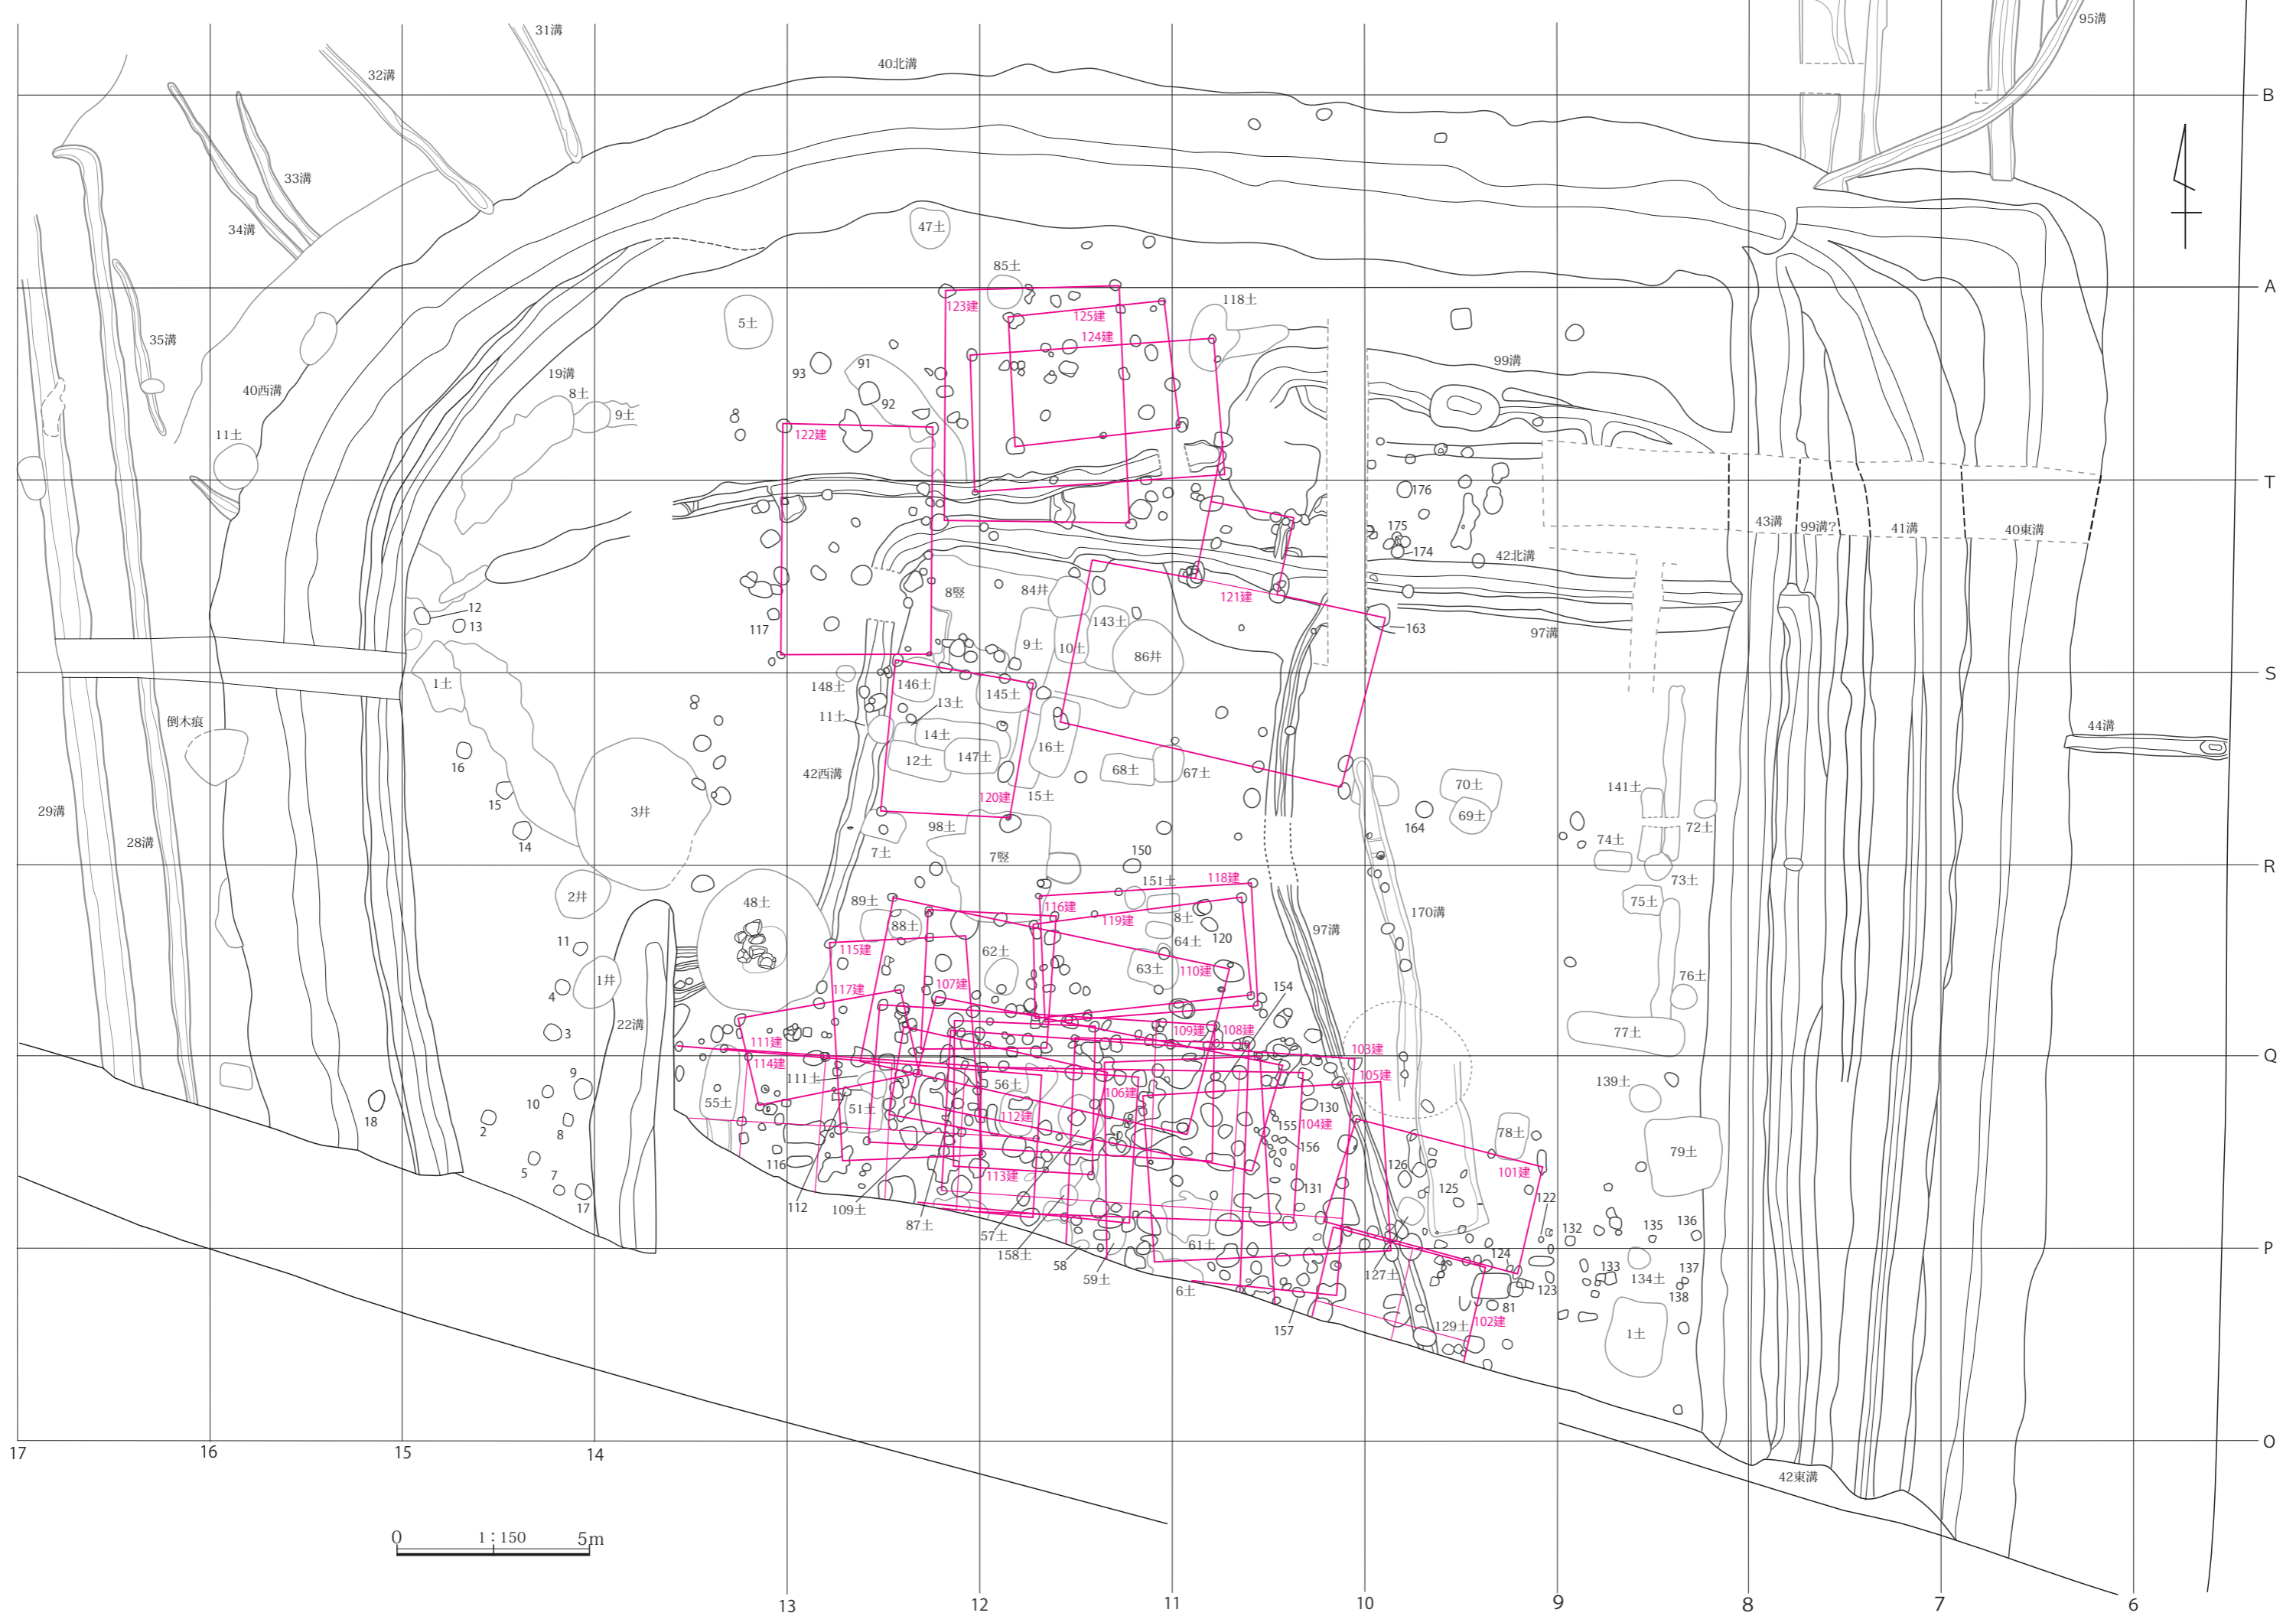 95溝
31溝
40北溝
32溝
B
33溝
34溝
47土
85土
A
118土
123建
125建
5土
124建
35溝
99溝
91
93
19溝
40西溝
8土
92
9土
122建
11土
T
176
43溝
99溝?
41溝
40東溝
175
174
42北溝
8竪
84井
121建
12
13
117
143土
163
97溝
9土
10土
86井
S
148土
146土
145土
1土
13土
11土
倒木痕
14土
44溝
16土
12土
147土
16
42西溝
68土
67土
70土
141土
15土
120建
15
3井
69土
29溝
98土
164
72土
28溝
14
74土
7土
7竪
150
R
118建
151土
73土
2井
48土
89土
75土
116建
8土
170溝
88土
119建
120
97溝
11
115建
62土
64土
63土
110建
76土
1井
4
107建
117建
154
22溝
3
109建
108建
77土
111建
103建
Q
114建
9
105建
111土
56土
139土
55土
106建
10
51土
130
18
112建
104建
2
8
155
78土
156
79土
116
5
113建
126
101建
7
131
125
17
112
109土
122
87土
132
135
136
57土
61土
158土
P
58
124
59土
127土
133
134土
137
6土
123
138
81
157
129土
102建
1土
17
16
15
14
O
42東溝
0
1：150
5m
13
12
11
10
9
8
7
6